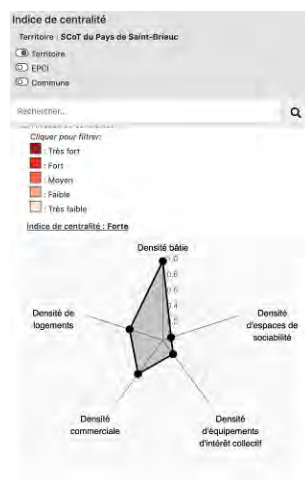 Indice de centralité
Territoire : SCoT du Pays de Saint-Brieuc
Territoire
EPCI
Commune
Rechercher...
Cliquer pour filtrer:
: Très fort
: Fort
: Moyen
: Faible
: Très faible
Indice de centralité : Forte
Densité bâtie
1.0
0.8
0.6
0.4
Densité de
logements
Densité
d'espaces de
sociabilité
Densité
commerciale
Densité
d'équipements
d'intérêt collectif